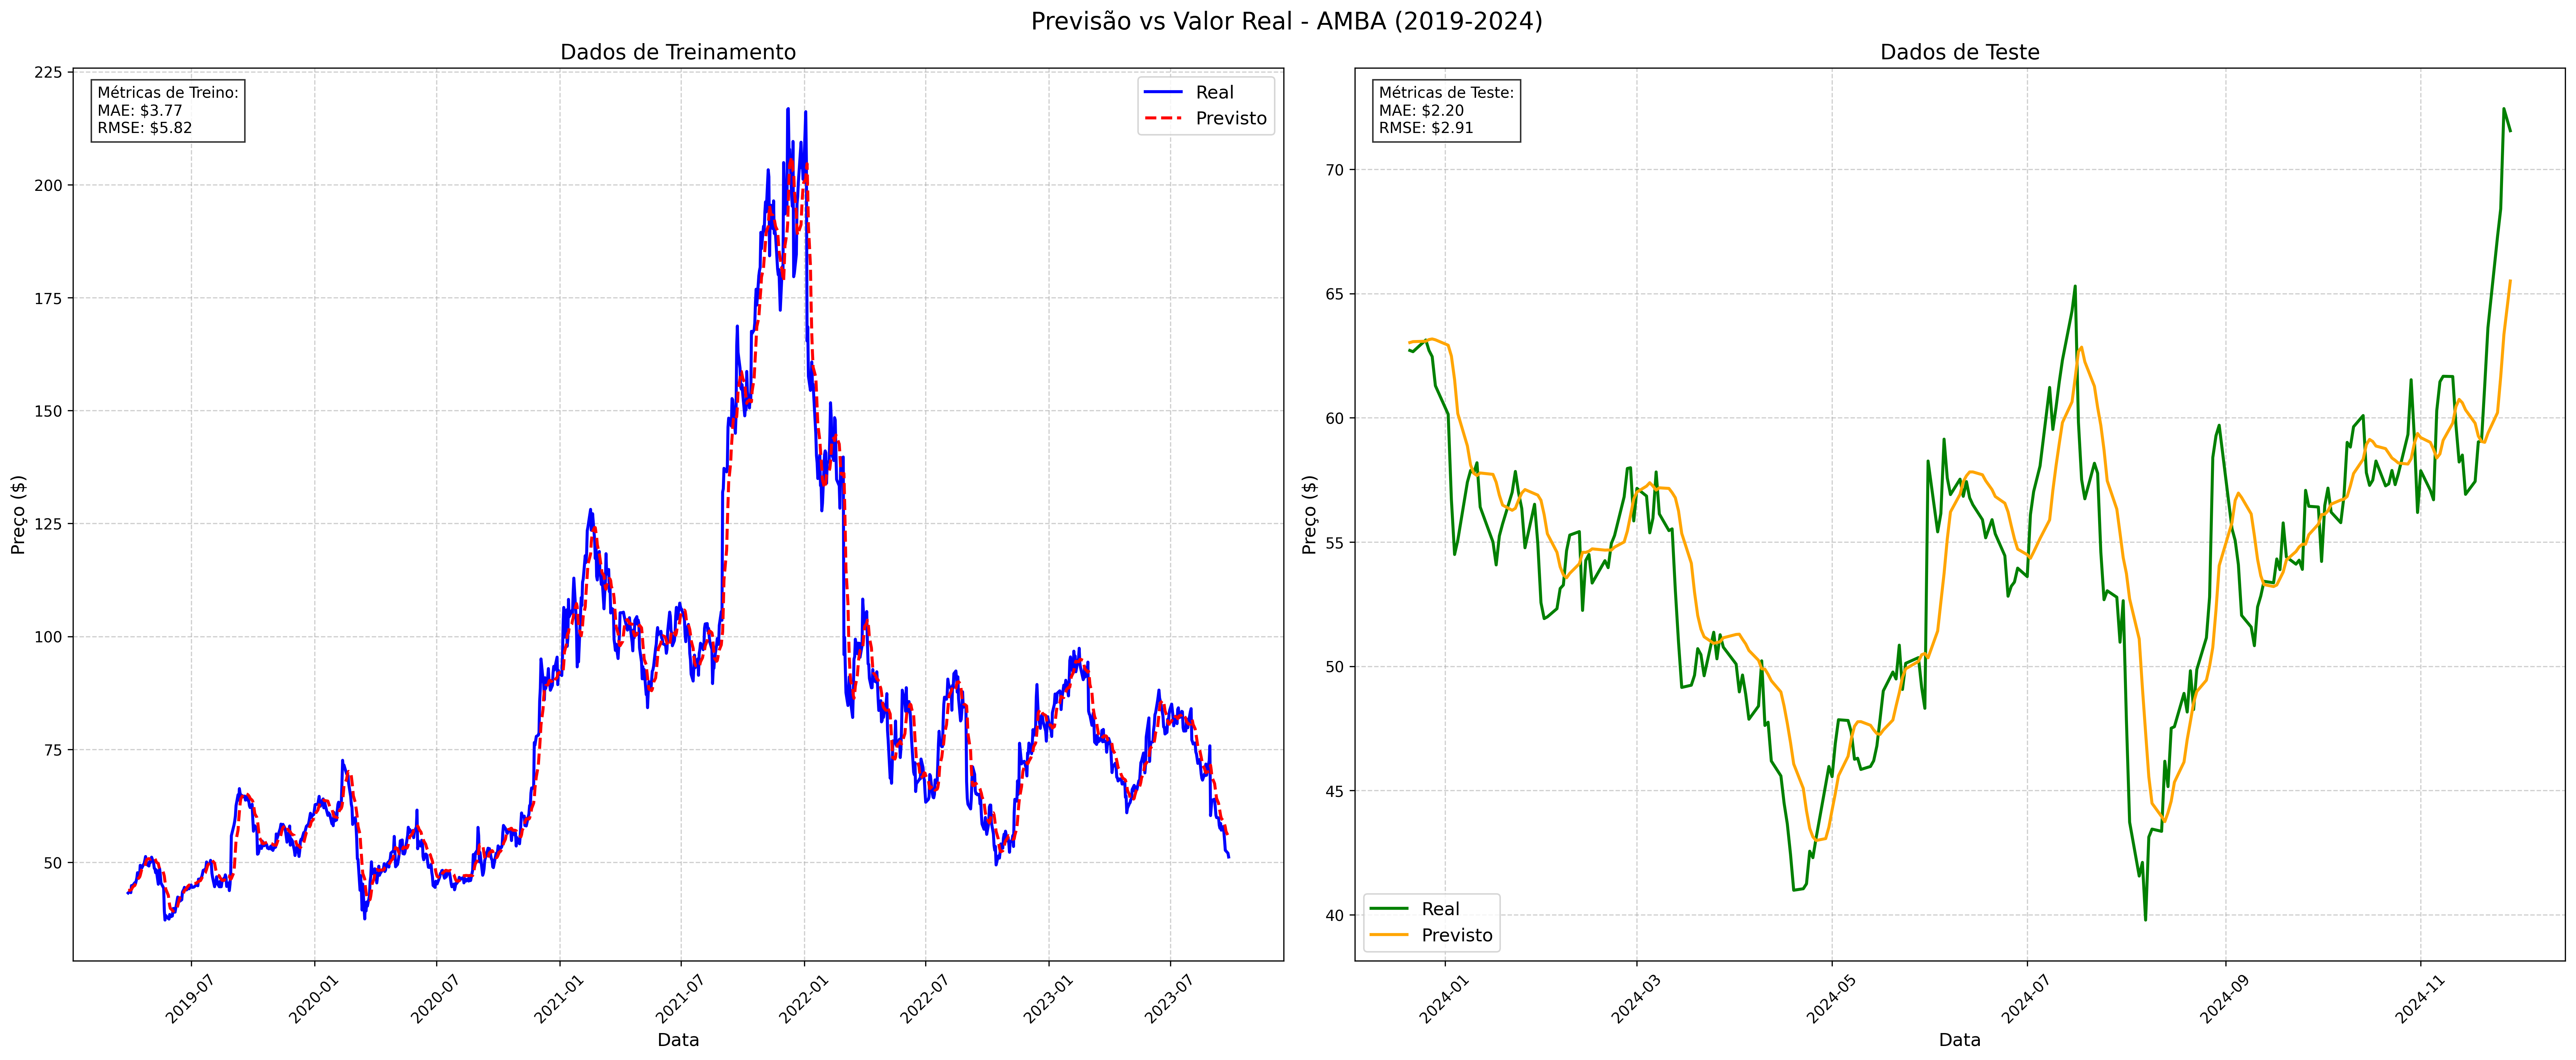 Previsão vs Valor Real - AMBA (2019-2024)
Dados de Treinamento
Métricas de Treino:
MAE: $3.77
RMSE: $5.82
Real
Previsto
Preço ($)
225
200
175
150
125
100
75
50
2019-07
2020-01
2020-07
2021-01
2021-07
2022-01
2022-07
2023-01
2023-07
Data
Dados de Teste
Métricas de Teste:
MAE: $2.20
RMSE: $2.91
Preço ($)
70
65
60
55
50
45
40
Real
Previsto
2024-01
2024-03
2024-05
2024-07
2024-09
2024-11
Data